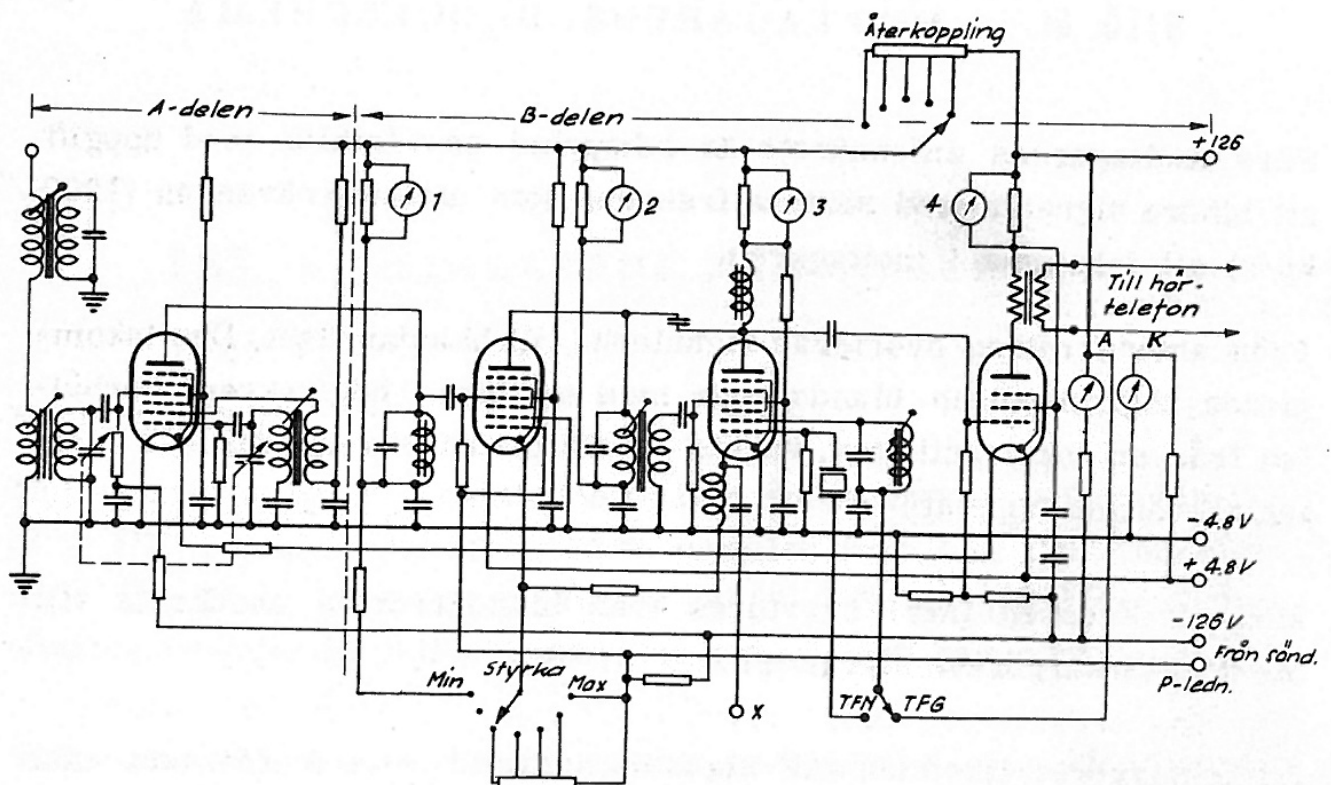 Återkoppling
A-delen
B-delen
+126
1
2
3
4
Till hör-
telefon
A
K
-4.8V
+4.8V
-126V
Från sänd.
P-ledn.
Min
Styrka
Max
X
TFN
TFG